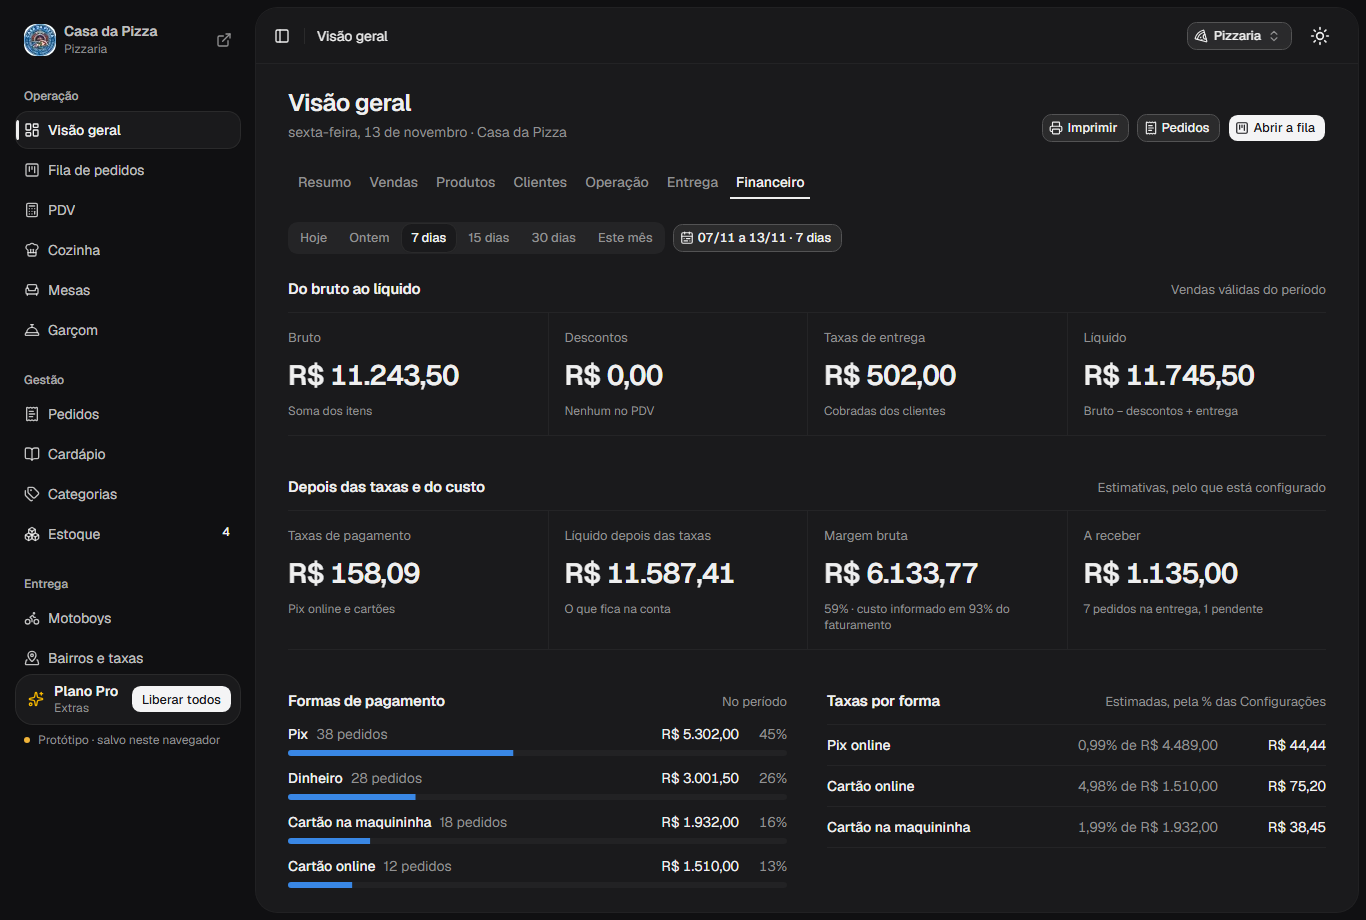 Casa da Pizza
Pizzaria
Operação
Visão geral
Fila de pedidos
PDV
Cozinha
Mesas
Garçom
Gestão
Pedidos
Cardápio
Categorias
Estoque 4
Entrega
Motoboys
Bairros e taxas
Plano Pro
Extras
Liberar todos
Protótipo · salvo neste navegador
Visão geral
Pizzaria
Visão geral
sexta-feira, 13 de novembro · Casa da Pizza
Imprimir Pedidos Abrir a fila
Resumo Vendas Produtos Clientes Operação Entrega Financeiro
Hoje Ontem 7 dias 15 dias 30 dias Este mês 07/11 a 13/11 · 7 dias
Do bruto ao líquido Vendas válidas do período
Bruto
R$ 11.243,50
Soma dos itens
Descontos
R$ 0,00
Nenhum no PDV
Taxas de entrega
R$ 502,00
Cobradas dos clientes
Líquido
R$ 11.745,50
Bruto − descontos + entrega
Depois das taxas e do custo Estimativas, pelo que está configurado
Taxas de pagamento
R$ 158,09
Pix online e cartões
Líquido depois das taxas
R$ 11.587,41
O que fica na conta
Margem bruta
R$ 6.133,77
59% · custo informado em 93% do
faturamento
A receber
R$ 1.135,00
7 pedidos na entrega, 1 pendente
Formas de pagamento No período
Pix 38 pedidos R$ 5.302,00 45%
Dinheiro 28 pedidos R$ 3.001,50 26%
Cartão na maquininha 18 pedidos R$ 1.932,00 16%
Cartão online 12 pedidos R$ 1.510,00 13%
Taxas por forma Estimadas, pela % das Configurações
Pix online 0,99% de R$ 4.489,00 R$ 44,44
Cartão online 4,98% de R$ 1.510,00 R$ 75,20
Cartão na maquininha 1,99% de R$ 1.932,00 R$ 38,45